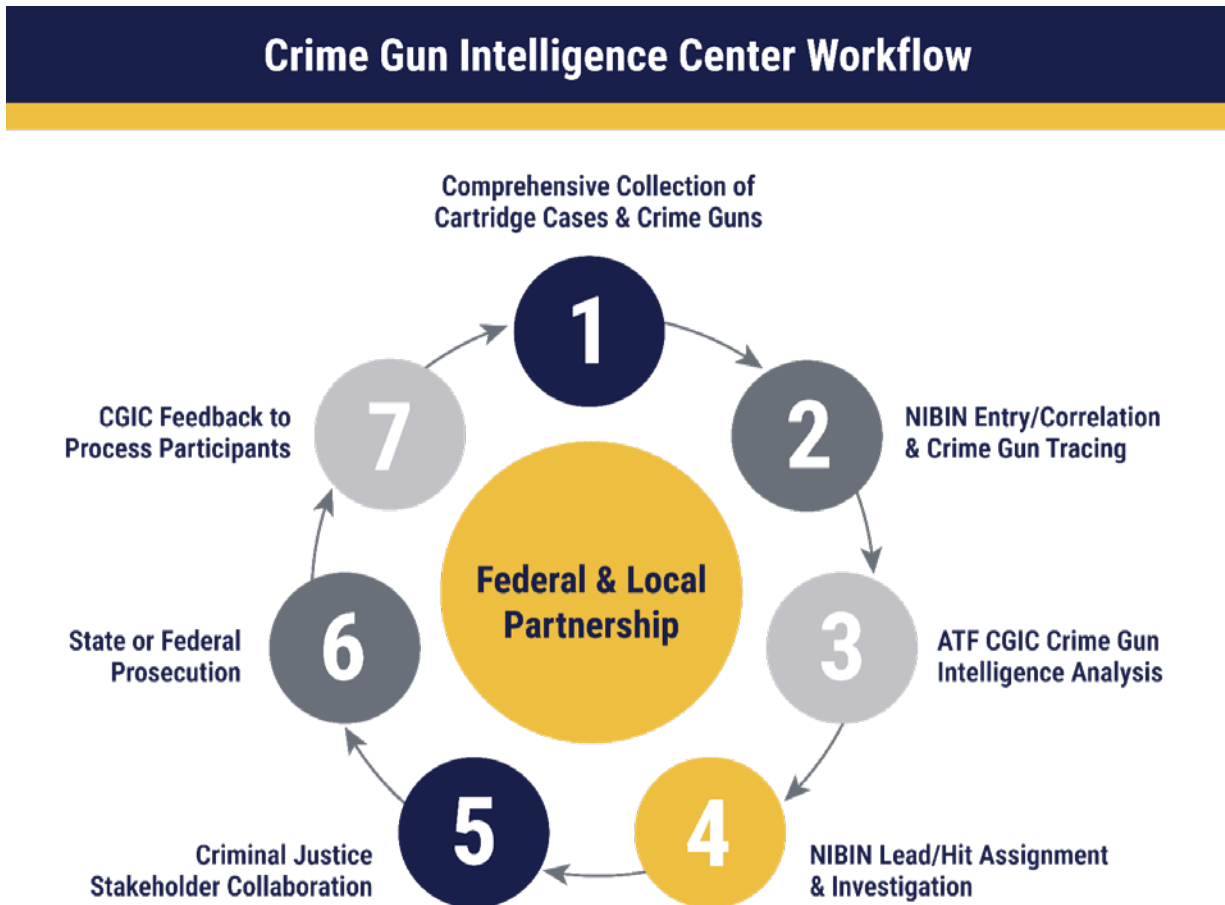 Crime Gun Intelligence Center Workflow
Comprehensive Collection of
Cartridge Cases & Crime Guns
1
2
NIBIN Entry/Correlation
& Crime Gun Tracing
3
ATF CGIC Crime Gun
Intelligence Analysis
4
NIBIN Lead/Hit Assignment
& Investigation
5
Criminal Justice
Stakeholder Collaboration
6
State or Federal
Prosecution
7
CGIC Feedback to
Process Participants
Federal & Local
Partnership